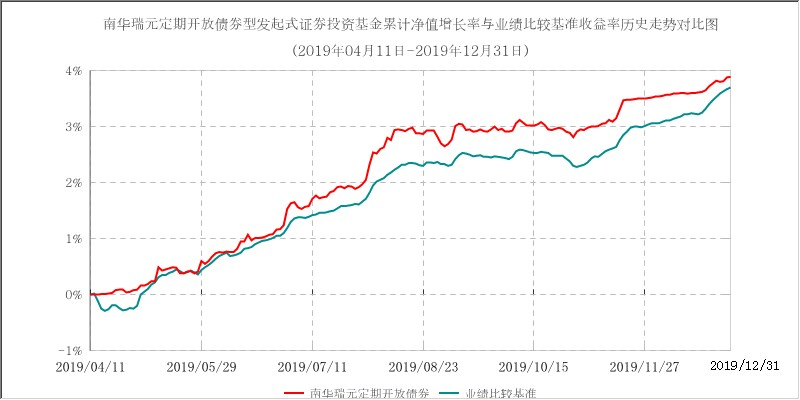 南华瑞元定期开放债券型发起式证券投资基金累计净值增长率与业绩比较基准收益率历史走势对比图
(2019年04月11日-2019年12月31日)
4%
3%
2%
1%
0%
-1%
2019/04/11 2019/05/29 2019/07/11 2019/08/23 2019/10/15 2019/11/27 2019/12/31
南华瑞元定期开放债券 业绩比较基准